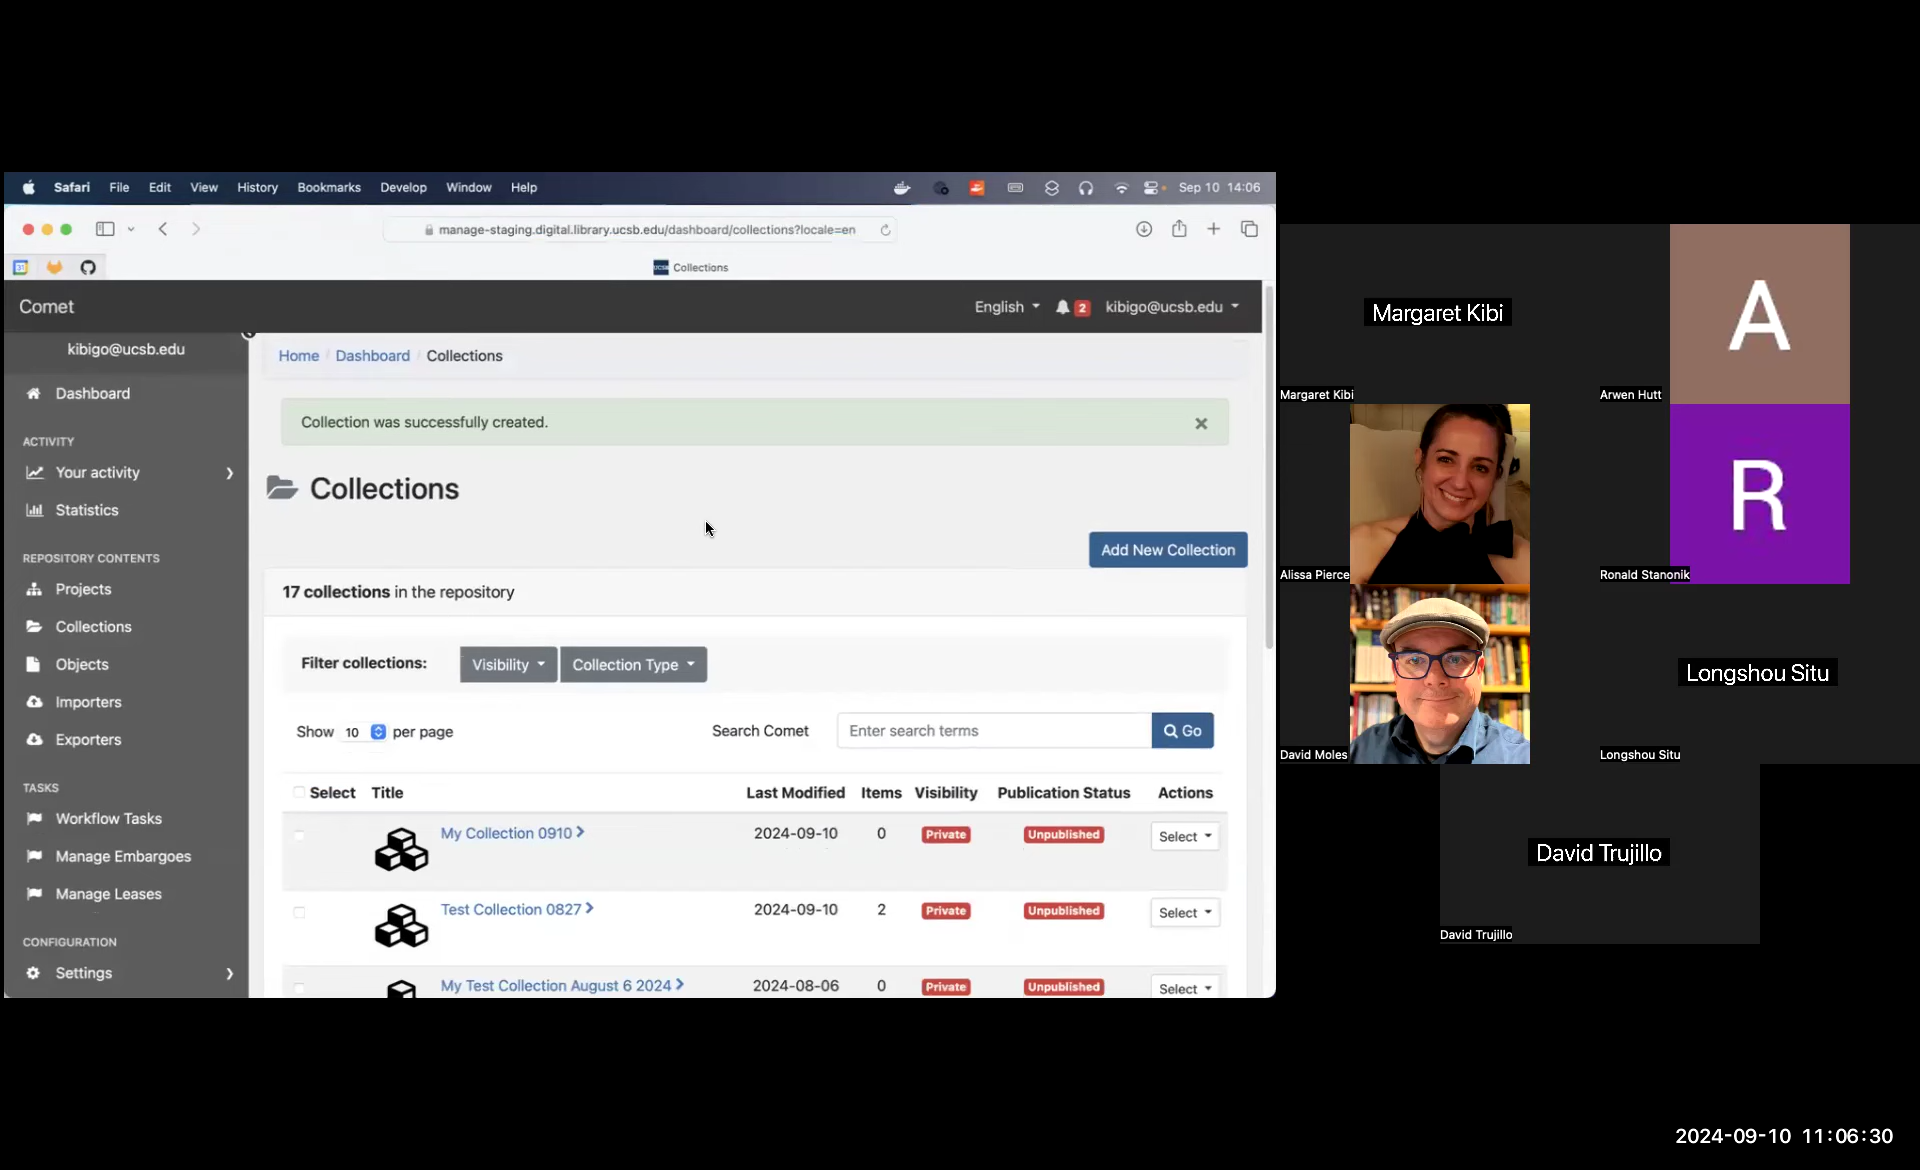 Safari File Edit View History Bookmarks Develop Window Help Sep 10 14:06
manage-staging.digital.library.ucsb.edu/dashboard/collections?locale=en
Collections
Comet English 2 kibigo@ucsb.edu
kibigo@ucsb.edu
Dashboard
ACTIVITY
Your activity
Statistics
REPOSITORY CONTENTS
Projects
Collections
Objects
Importers
Exporters
TASKS
Workflow Tasks
Manage Embargoes
Manage Leases
CONFIGURATION
Settings
Home / Dashboard / Collections
Collection was successfully created. ×
Collections
Add New Collection
17 collections in the repository
Filter collections: Visibility Collection Type
Show 10 per page Search Comet Enter search terms Go
Select Title Last Modified Items Visibility Publication Status Actions
My Collection 0910 2024-09-10 0 Private Unpublished Select
Test Collection 0827 2024-09-10 2 Private Unpublished Select
My Test Collection August 6 2024 2024-08-06 0 Private Unpublished Select
Margaret Kibi
Margaret Kibi
A
Arwen Hutt
Alissa Pierce
R
Ronald Stanonik
David Moles
Longshou Situ
Longshou Situ
David Trujillo
David Trujillo
2024-09-10 11:06:30